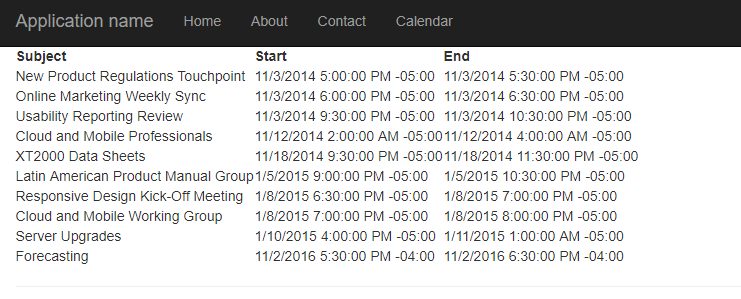 Application name Home About Contact Calendar
Subject Start End
New Product Regulations Touchpoint 11/3/2014 5:00:00 PM -05:00 11/3/2014 5:30:00 PM -05:00
Online Marketing Weekly Sync 11/3/2014 6:00:00 PM -05:00 11/3/2014 6:30:00 PM -05:00
Usability Reporting Review 11/3/2014 9:30:00 PM -05:00 11/3/2014 10:30:00 PM -05:00
Cloud and Mobile Professionals 11/12/2014 2:00:00 AM -05:00 11/12/2014 4:00:00 AM -05:00
XT2000 Data Sheets 11/18/2014 9:30:00 PM -05:00 11/18/2014 11:30:00 PM -05:00
Latin American Product Manual Group 1/5/2015 9:00:00 PM -05:00 1/5/2015 10:30:00 PM -05:00
Responsive Design Kick-Off Meeting 1/8/2015 6:30:00 PM -05:00 1/8/2015 7:00:00 PM -05:00
Cloud and Mobile Working Group 1/8/2015 7:00:00 PM -05:00 1/8/2015 8:00:00 PM -05:00
Server Upgrades 1/10/2015 4:00:00 PM -05:00 1/11/2015 1:00:00 AM -05:00
Forecasting 11/2/2016 5:30:00 PM -04:00 11/2/2016 6:30:00 PM -04:00